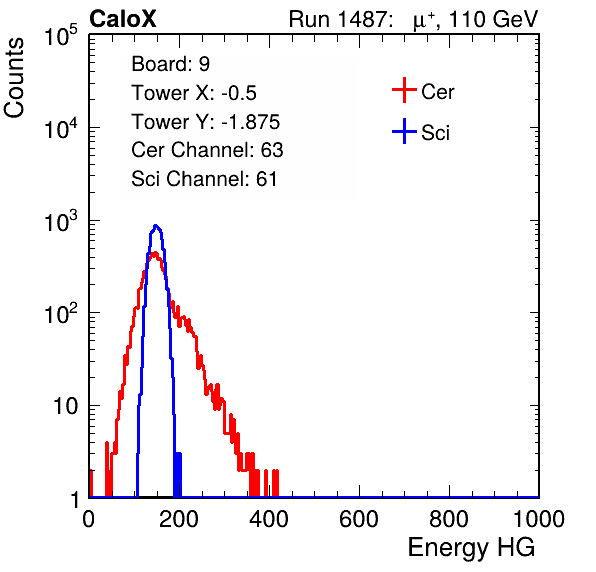 CaloX Run 1487: μ⁺, 110 GeV
Counts
10⁵
10⁴
10³
10²
10
1
Board: 9
Tower X: -0.5
Tower Y: -1.875
Cer Channel: 63
Sci Channel: 61
Cer
Sci
0 200 400 600 800 1000
Energy HG